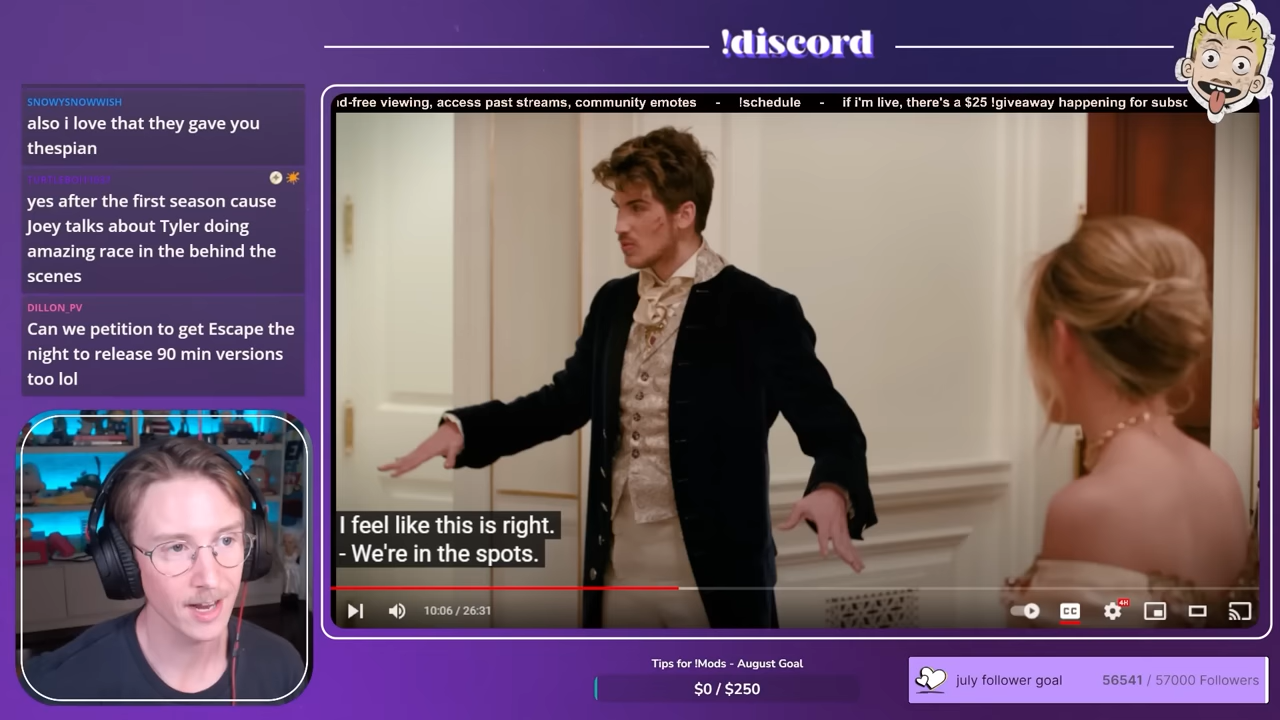 !discord
d-free viewing, access past streams, community emotes - !schedule - if i'm live, there's a $25 !giveaway happening for subsc
SNOWYSNOWWISH
also i love that they gave you
thespian
yes after the first season cause
Joey talks about Tyler doing
amazing race in the behind the
scenes
DILLON_PV
Can we petition to get Escape the
night to release 90 min versions
too lol
I feel like this is right.
- We're in the spots.
10:06 / 26:31
CC
4K
Tips for !Mods - August Goal
$0 / $250
july follower goal 56541 / 57000 Followers